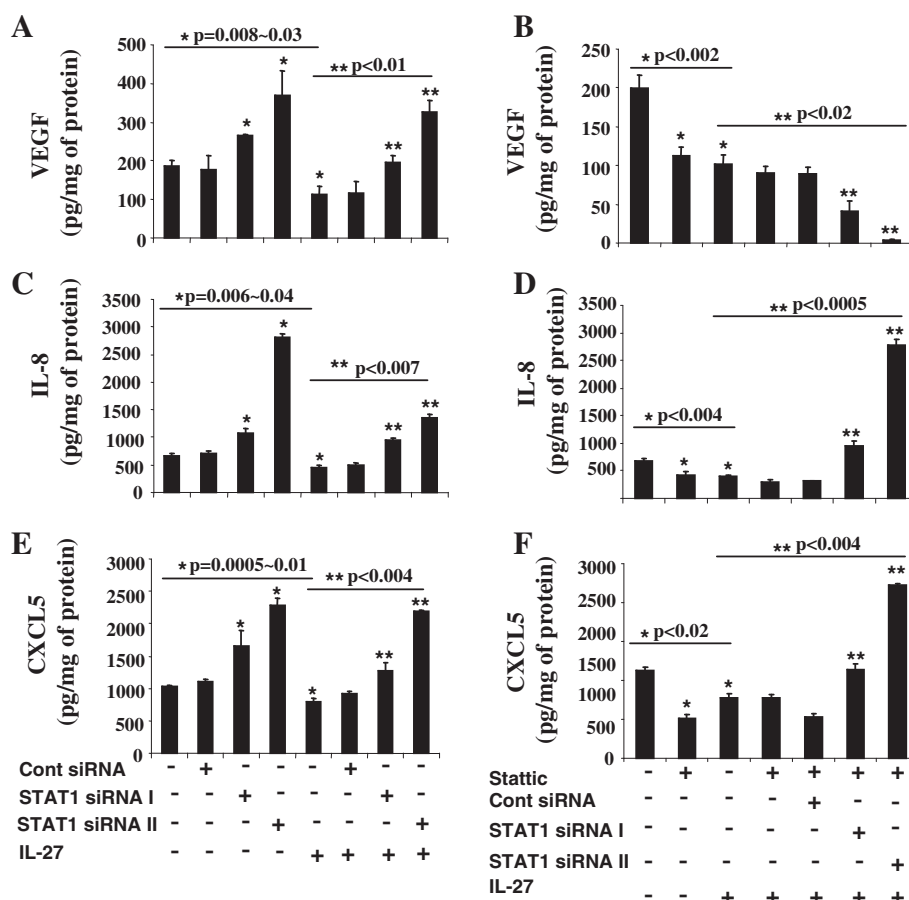 A
* p=0.008~0.03
** p<0.01
VEGF
(pg/mg of protein)
500
400
300
200
100
0
*
*
*
**
**
B
* p<0.002
** p<0.02
VEGF
(pg/mg of protein)
250
200
150
100
50
0
*
*
**
**
C
*p=0.006~0.04
** p<0.007
IL-8
(pg/mg of protein)
3500
3000
2500
2000
1500
1000
500
0
*
*
*
**
**
D
** p<0.0005
* p<0.004
IL-8
(pg/mg of protein)
3500
3000
2500
2000
1500
1000
500
*
*
**
**
E
*p=0.0005~0.01
** p<0.004
CXCL5
(pg/mg of protein)
3000
2500
2000
1500
1000
500
0
*
*
*
**
**
F
** p<0.004
* p<0.02
CXCL5
(pg/mg of protein)
3000
2500
2000
1500
1000
500
0
*
*
**
**
Cont siRNA - + - - - + - -
STAT1 siRNA I - - + - - - + -
STAT1 siRNA II - - - + - - - +
IL-27 - - - - + + + +
Stattic - + - + + + +
Cont siRNA - - - - + - -
STAT1 siRNA I - - - - - + -
STAT1 siRNA II - - - - - - +
IL-27 - - + + + + +